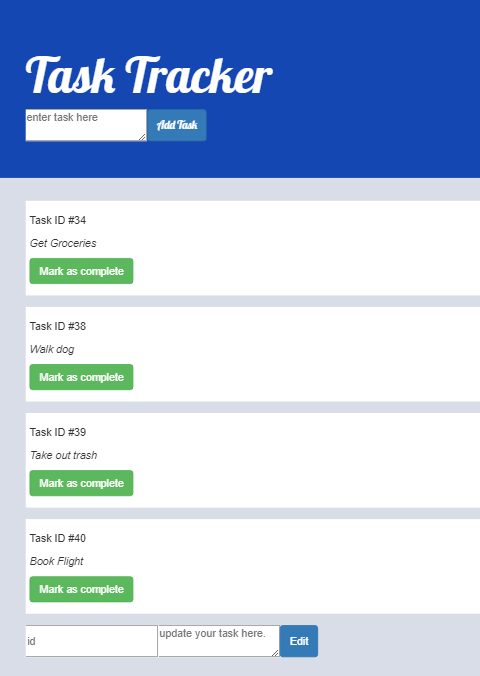 Task Tracker
enter task here
Add Task
Task ID #34
Get Groceries
Mark as complete
Task ID #38
Walk dog
Mark as complete
Task ID #39
Take out trash
Mark as complete
Task ID #40
Book Flight
Mark as complete
id update your task here. Edit